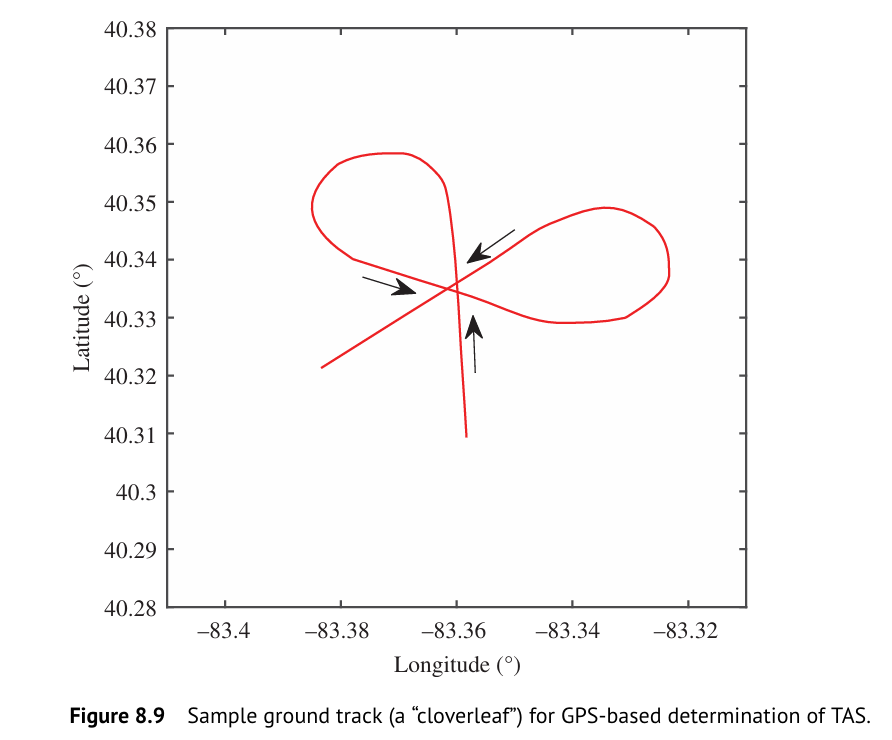 40.38
40.37
40.36
40.35
40.34
40.33
40.32
40.31
40.3
40.29
40.28
Latitude (°)
–83.4 –83.38 –83.36 –83.34 –83.32
Longitude (°)
Figure 8.9 Sample ground track (a “cloverleaf”) for GPS-based determination of TAS.